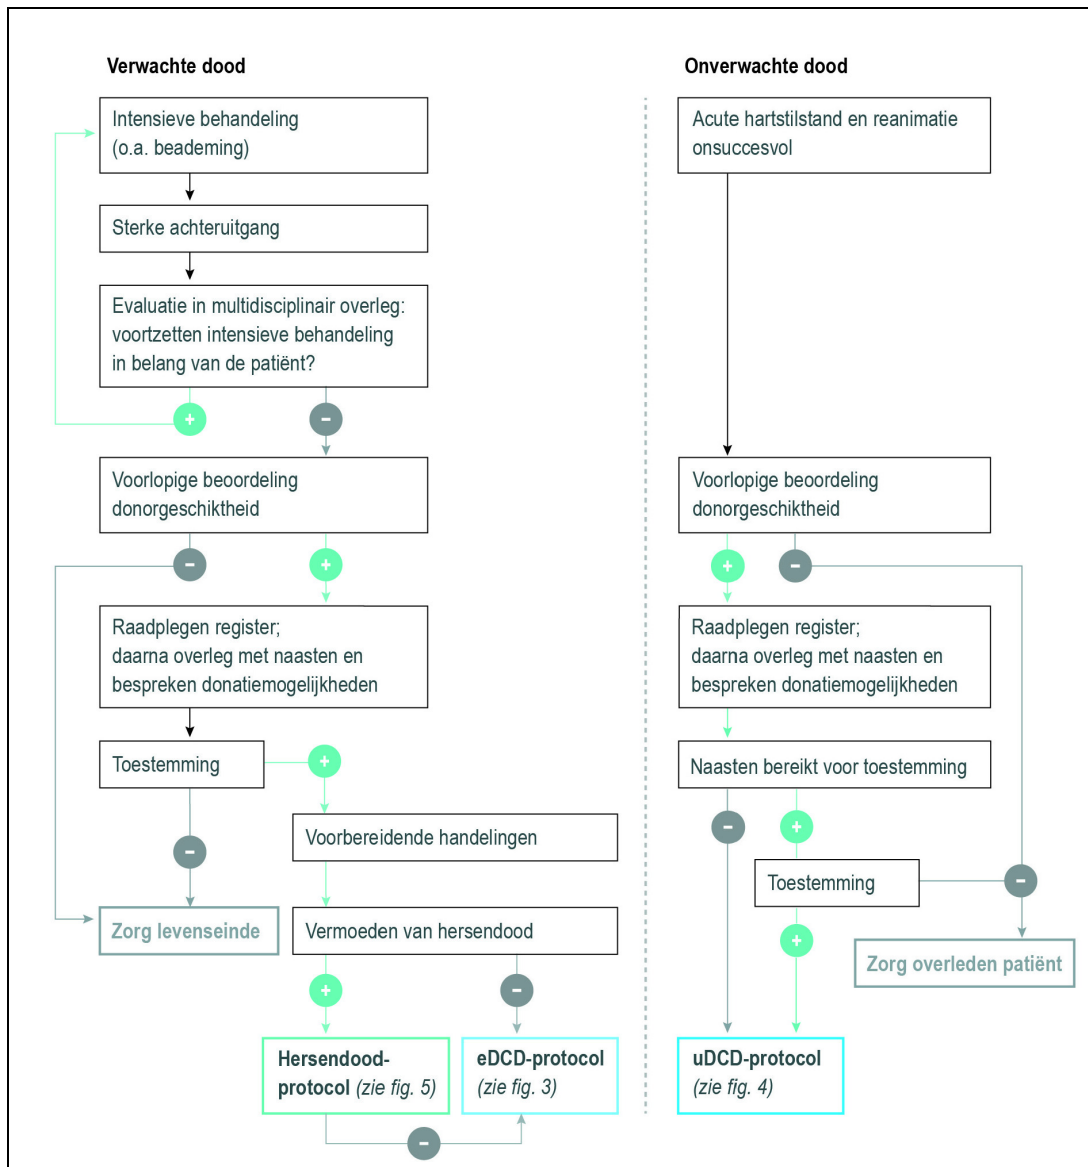 Verwachte dood
Intensieve behandeling
(o.a. beademing)
Sterke achteruitgang
Evaluatie in multidisciplinair overleg:
voortzetten intensieve behandeling
in belang van de patiënt?
+
−
Voorlopige beoordeling
donorgeschiktheid
−
+
Raadplegen register;
daarna overleg met naasten en
bespreken donatiemogelijkheden
Toestemming
+
−
Voorbereidende handelingen
Zorg levenseinde
Vermoeden van hersendood
+
−
Hersendood-
protocol (zie fig. 5)
eDCD-protocol
(zie fig. 3)
−
Onverwachte dood
Acute hartstilstand en reanimatie
onsuccesvol
Voorlopige beoordeling
donorgeschiktheid
+
−
Raadplegen register;
daarna overleg met naasten en
bespreken donatiemogelijkheden
Naasten bereikt voor toestemming
−
+
Toestemming
−
+
Zorg overleden patiënt
uDCD-protocol
(zie fig. 4)